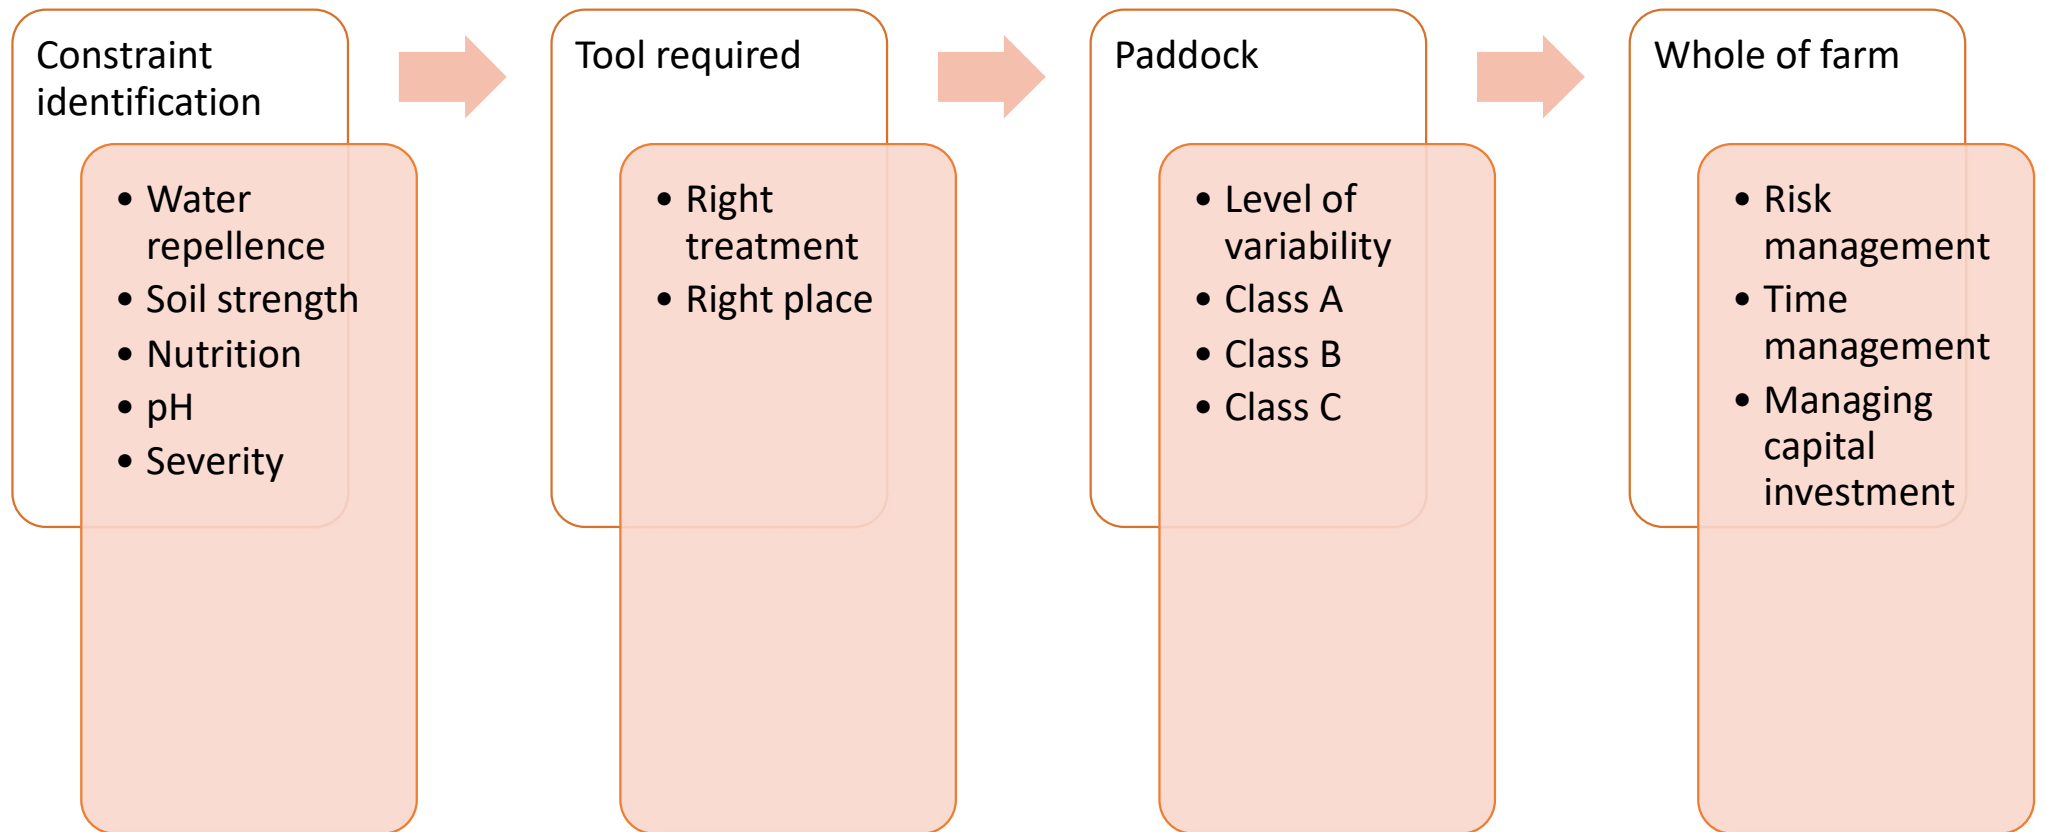 Constraint
identification
• Water
repellence
• Soil strength
• Nutrition
• pH
• Severity
Tool required
• Right
treatment
• Right place
Paddock
• Level of
variability
• Class A
• Class B
• Class C
Whole of farm
• Risk
management
• Time
management
• Managing
capital
investment